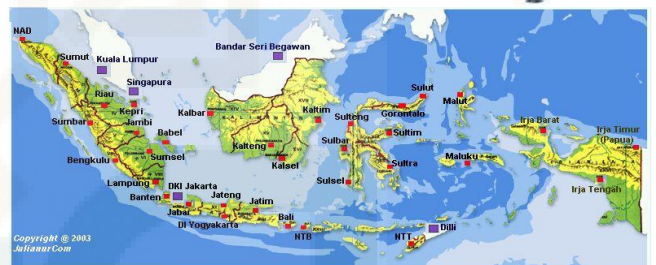 NAD
Sumut
Kuala Lumpur
Bandar Seri Begawan
Singapura
Riau
Kepri
Sumbar
Jambi
Babel
Bengkulu
Sumsel
Lampung
Banten
DKI Jakarta
Jabar
Jateng
DI Yogyakarta
Jatim
Bali
NTB
NTT
Dilli
Kalbar
Kalteng
Kalsel
Kaltim
KALIMANTAN
Sulteng
Sulut
Gorontalo
Sultim
Sulbar
Sultra
Sulsel
Malut
Maluku
Irja Barat
Irja Timur
(Papua)
Irja Tengah
Copyright @ 2003
JulianurCom